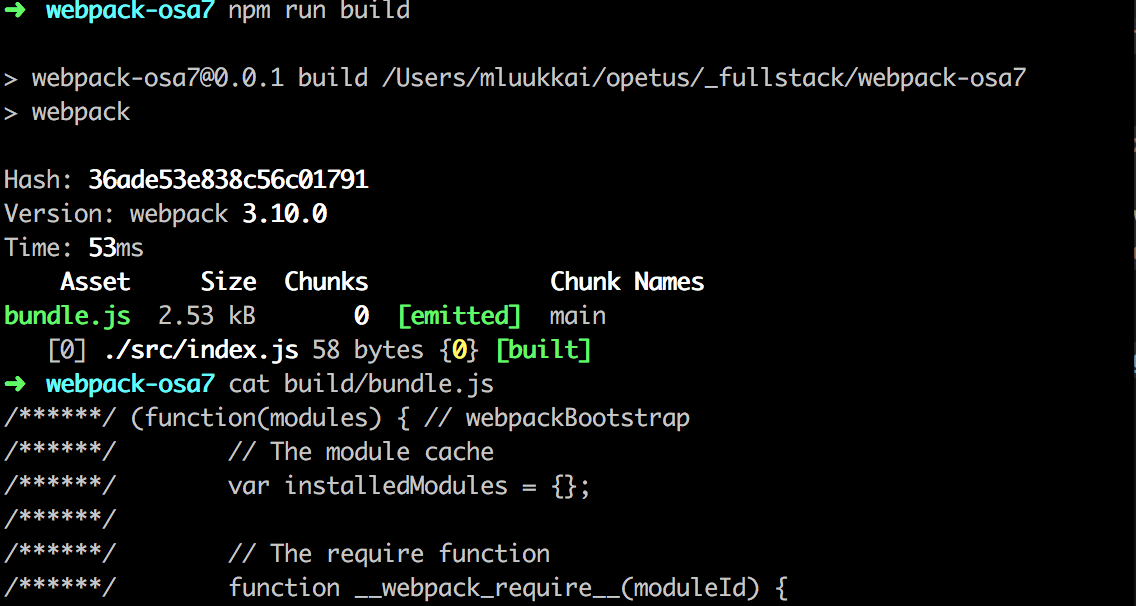 ➜ webpack-osa7 npm run build
> webpack-osa7@0.0.1 build /Users/mluukkai/opetus/_fullstack/webpack-osa7
> webpack
Hash: 36ade53e838c56c01791
Version: webpack 3.10.0
Time: 53ms
    Asset     Size  Chunks             Chunk Names
bundle.js  2.53 kB       0  [emitted]  main
   [0] ./src/index.js 58 bytes {0} [built]
➜ webpack-osa7 cat build/bundle.js
/******/ (function(modules) { // webpackBootstrap
/******/        // The module cache
/******/        var installedModules = {};
/******/
/******/        // The require function
/******/        function __webpack_require__(moduleId) {